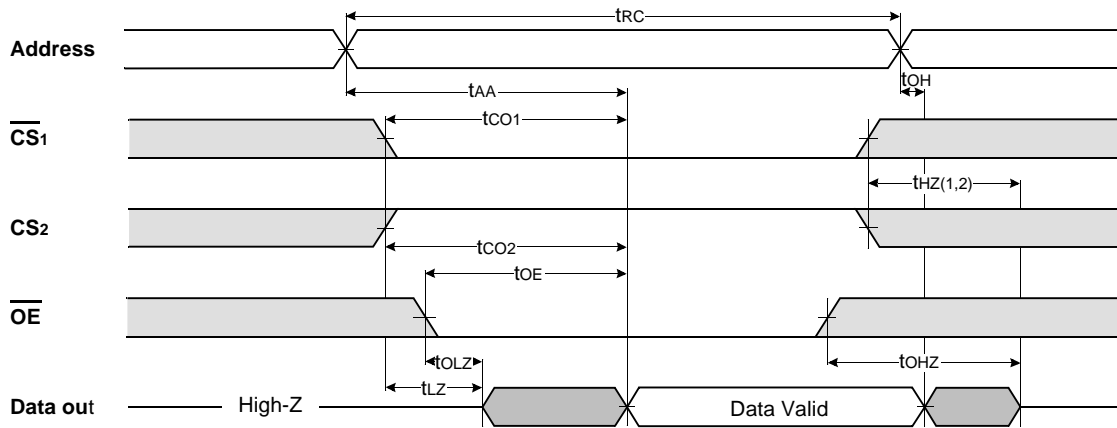 tRC
Address
tOH
tAA
CS1
tCO1
tHZ(1,2)
CS2
tCO2
tOE
OE
tOLZ
tOHZ
tLZ
Data out
High-Z
Data Valid